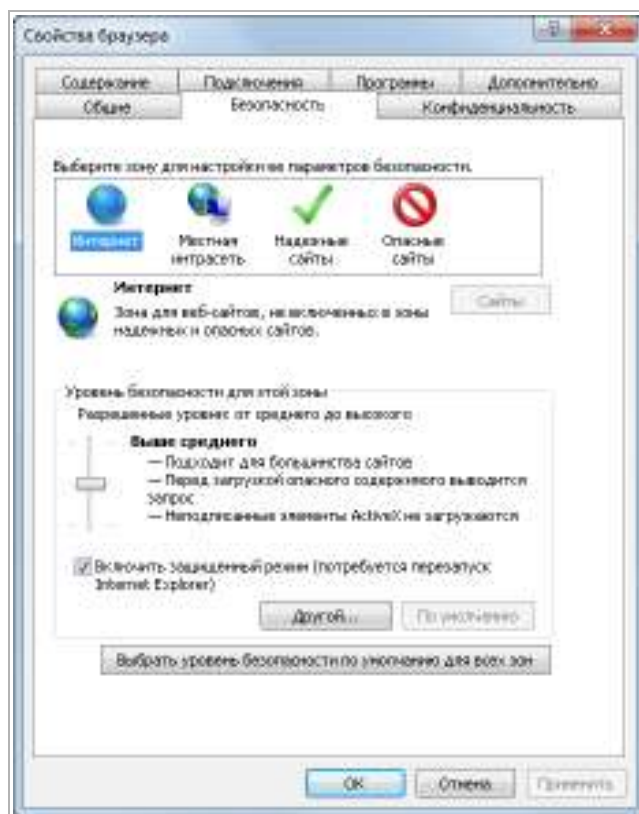 Свойства браузера
Содержание Подключения Программы Дополнительно
Общие Безопасность Конфиденциальность
Выберите зону для настройки ее параметров безопасности.
Интернет Местная интрасеть Надежные сайты Опасные сайты
Интернет
Зона для веб-сайтов, не включенных в зоны
надежных и опасных сайтов.
Сайты
Уровень безопасности для этой зоны
Разрешенные уровни: от среднего до высокого
Выше среднего
— Подходит для большинства сайтов
— Перед загрузкой опасного содержимого выводится
запрос
— Неподписанные элементы ActiveX не загружаются
Включить защищенный режим (потребуется перезапуск
Internet Explorer)
Другой... По умолчанию
Выбрать уровень безопасности по умолчанию для всех зон
OK Отмена Применить